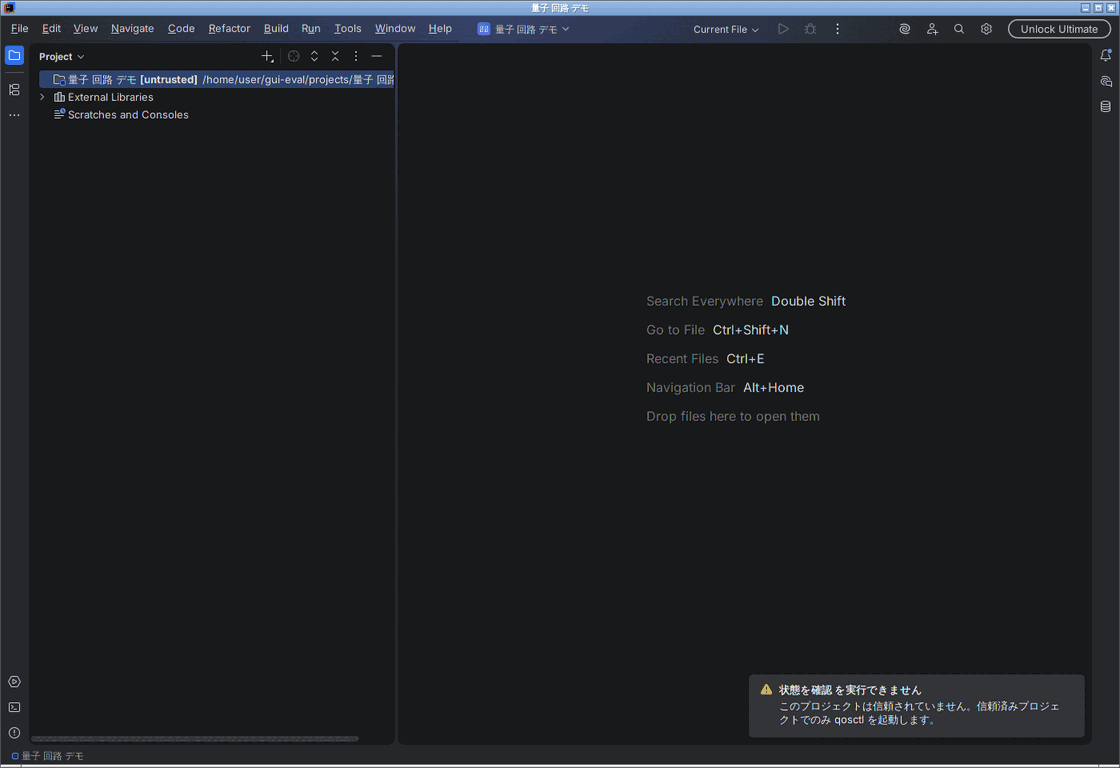 量子 回路 デモ
File Edit View Navigate Code Refactor Build Run Tools Window Help 量子 回路 デモ Current File Unlock Ultimate
Project
量子 回路 デモ [untrusted] /home/user/gui-eval/projects/量子 回路
External Libraries
Scratches and Consoles
Search Everywhere Double Shift
Go to File Ctrl+Shift+N
Recent Files Ctrl+E
Navigation Bar Alt+Home
Drop files here to open them
状態を確認 を実行できません
このプロジェクトは信頼されていません。信頼済みプロジェ
クトでのみ qosctl を起動します。
量子 回路 デモ